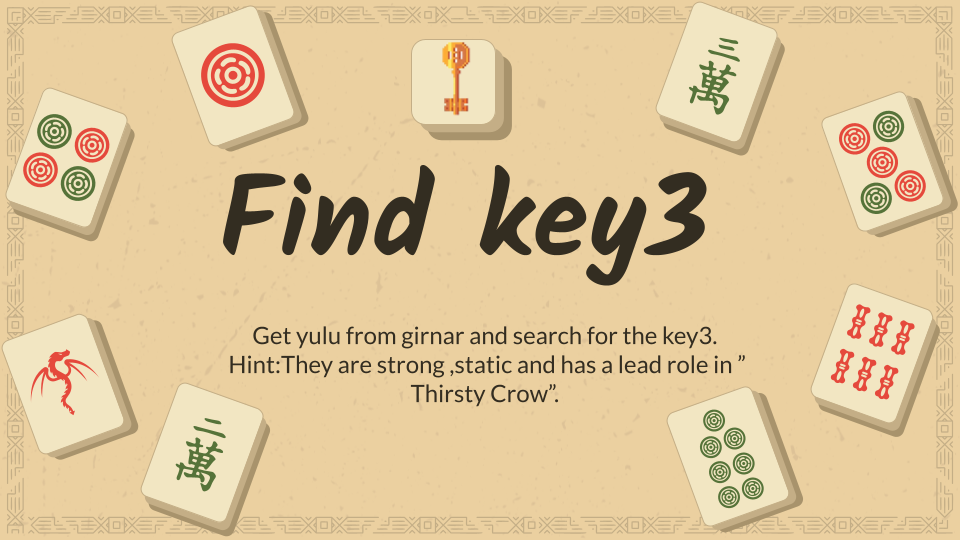 三
萬
Find key3
Get yulu from girnar and search for the key3.
Hint:They are strong ,static and has a lead role in ”
Thirsty Crow”.
二
萬